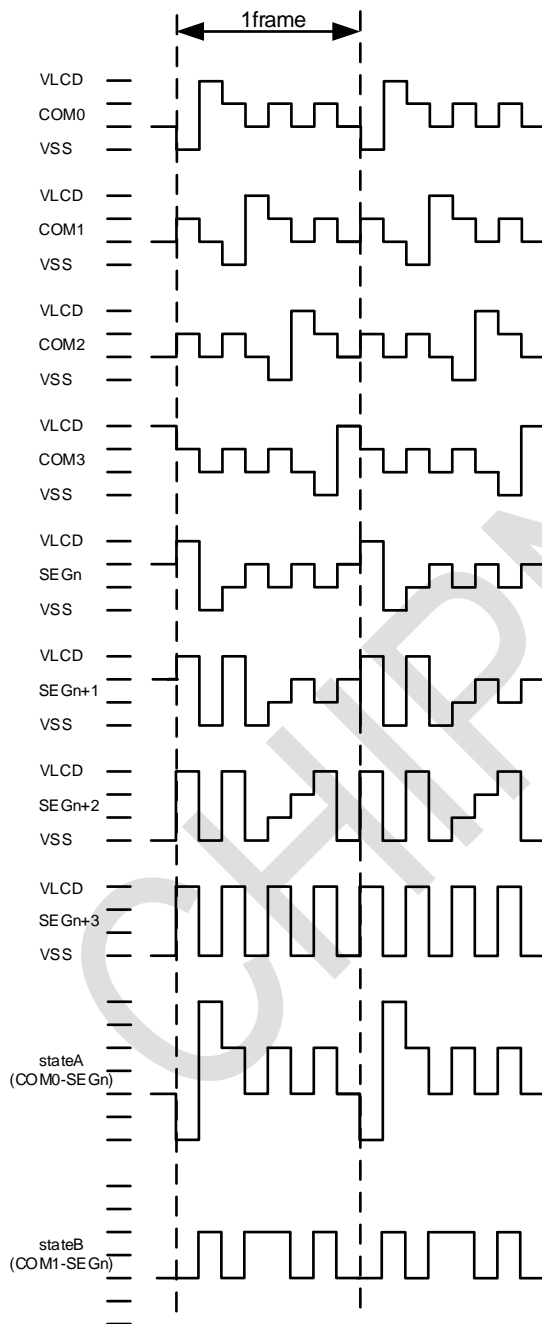 1frame
VLCD
COM0
VSS
VLCD
COM1
VSS
VLCD
COM2
VSS
VLCD
COM3
VSS
VLCD
SEGn
VSS
VLCD
SEGn+1
VSS
VLCD
SEGn+2
VSS
VLCD
SEGn+3
VSS
stateA
(COM0-SEGn)
stateB
(COM1-SEGn)